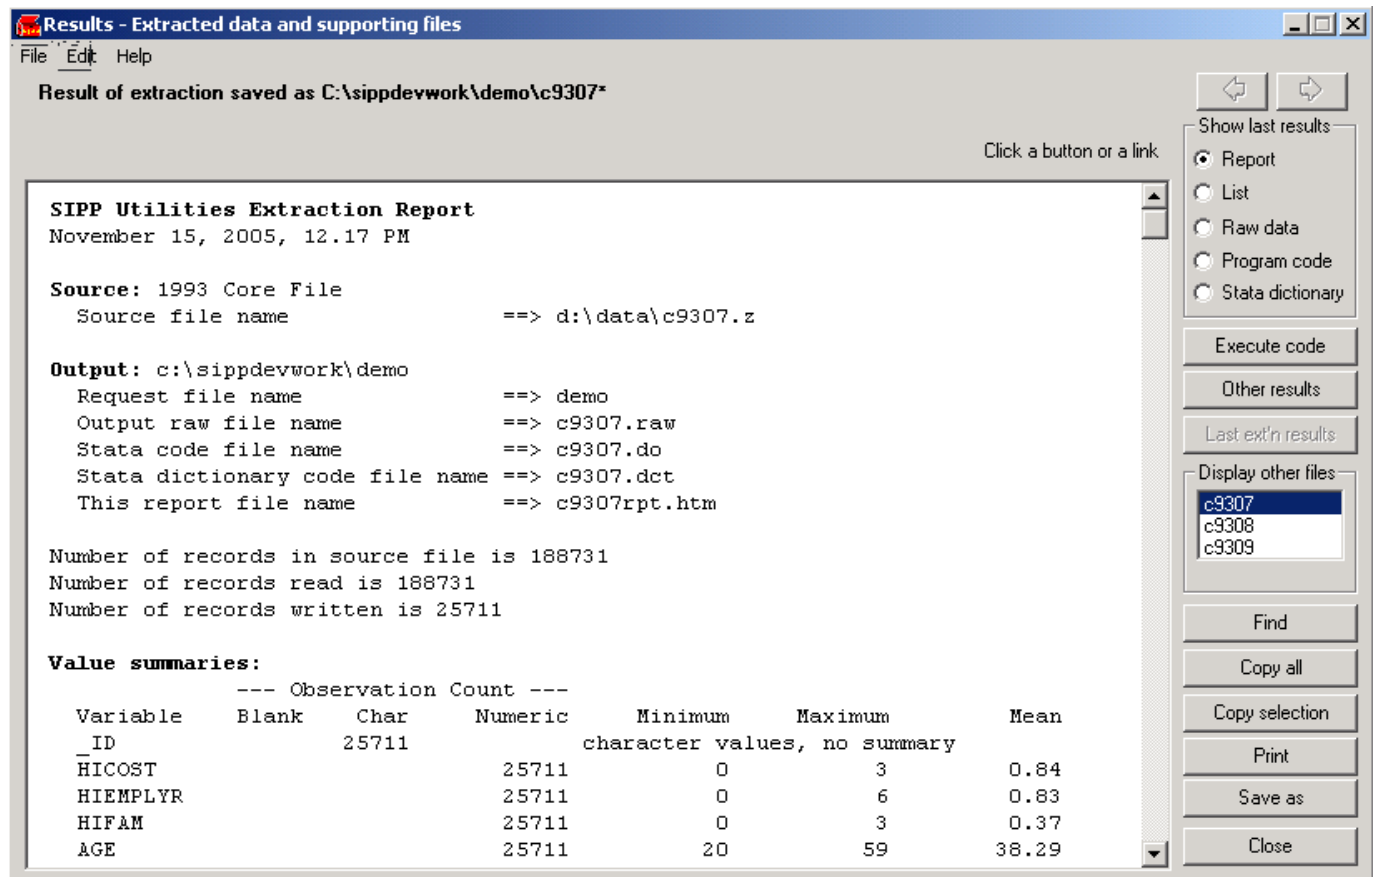 Results - Extracted data and supporting files
File Edit Help
Result of extraction saved as C:\sippdevwork\demo\c9307*
Click a button or a link
SIPP Utilities Extraction Report
November 15, 2005, 12.17 PM
Source: 1993 Core File
Source file name ==> d:\data\c9307.z
Output: c:\sippdevwork\demo
Request file name ==> demo
Output raw file name ==> c9307.raw
Stata code file name ==> c9307.do
Stata dictionary code file name ==> c9307.dct
This report file name ==> c9307rpt.htm
Number of records in source file is 188731
Number of records read is 188731
Number of records written is 25711
Value summaries:
--- Observation Count ---
Variable Blank Char Numeric Minimum Maximum Mean
_ID 25711 character values, no summary
HICOST 25711 0 3 0.84
HIEMPLYR 25711 0 6 0.83
HIFAM 25711 0 3 0.37
AGE 25711 20 59 38.29
Show last results
Report
List
Raw data
Program code
Stata dictionary
Execute code
Other results
Last ext'n results
Display other files
c9307
c9308
c9309
Find
Copy all
Copy selection
Print
Save as
Close